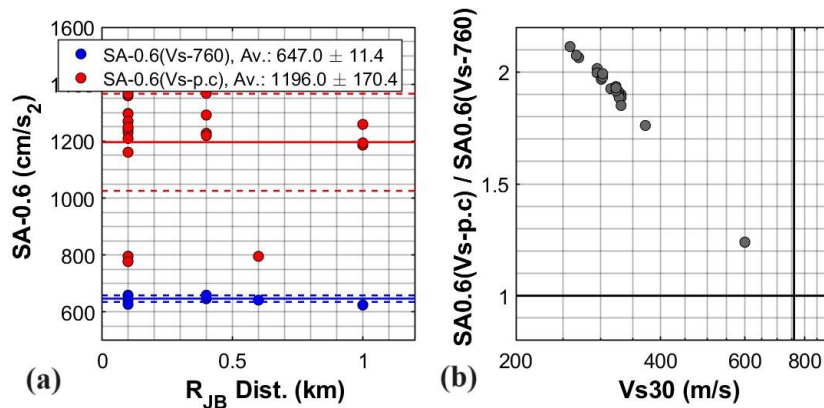 1600
1400
1200
1000
800
600
SA-0.6 (cm/s₂)
SA-0.6(Vs-760), Av.: 647.0 ± 11.4
SA-0.6(Vs-p.c), Av.: 1196.0 ± 170.4
0 0.5 1
R_JB Dist. (km)
(a)
SA0.6(Vs-p.c) / SA0.6(Vs-760)
2
1.5
1
200 400 600 800
Vs30 (m/s)
(b)